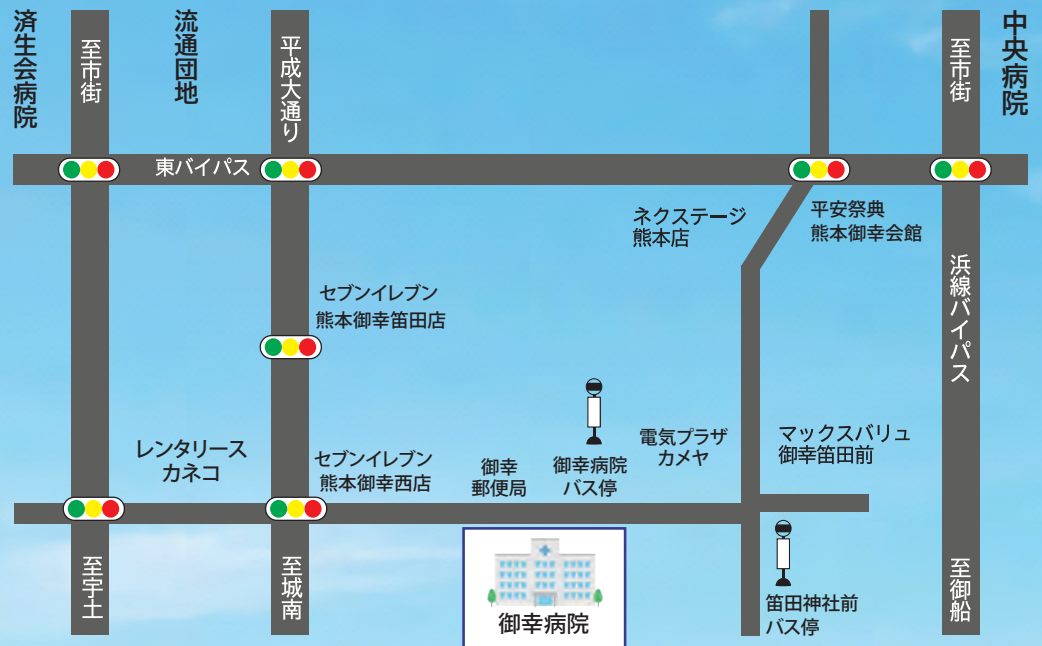 済生会病院
至市街
流通団地
平成大通り
至市街
中央病院
東バイパス
ネクステージ
熊本店
平安祭典
熊本御幸会館
浜線バイパス
セブンイレブン
熊本御幸笛田店
レンタリース
カネコ
セブンイレブン
熊本御幸西店
御幸
郵便局
御幸病院
バス停
電気プラザ
カメヤ
マックスバリュ
御幸笛田前
至宇土
至城南
御幸病院
笛田神社前
バス停
至御船